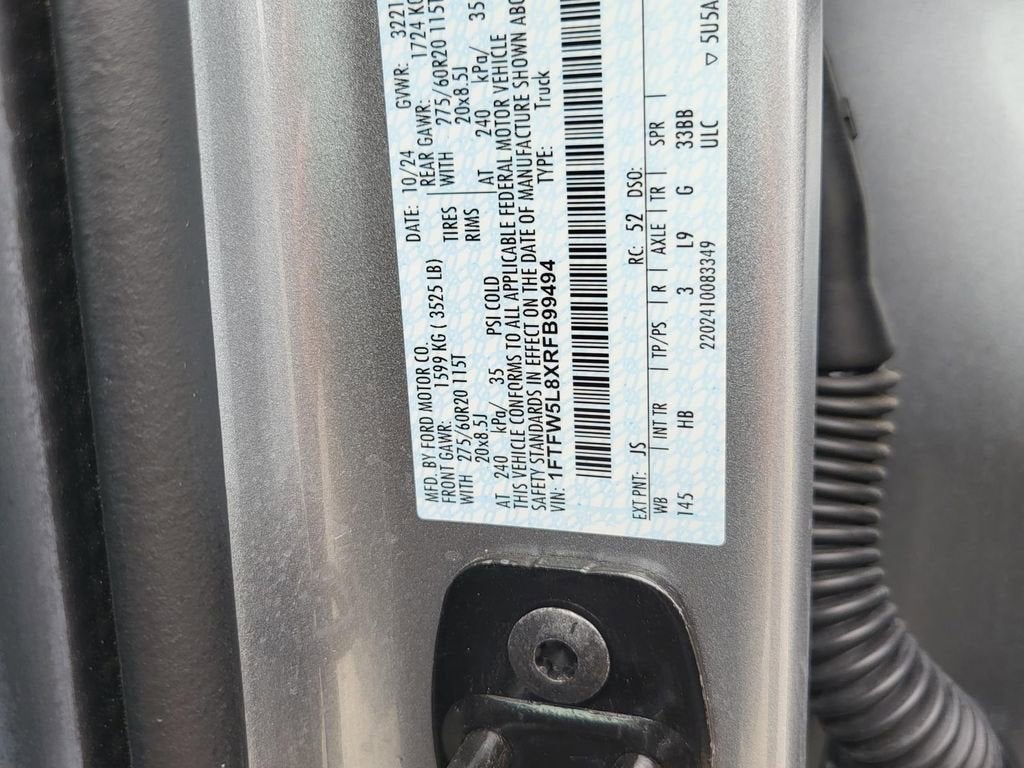 MFD. BY FORD MOTOR CO.
DATE: 10/24 GVWR: 3221
FRONT GAWR: 1599 KG ( 3525 LB) REAR GAWR: 1724 KG
WITH 275/60R20 115T TIRES WITH 275/60R20 115T
20x8.5J RIMS 20x8.5J
AT 240 kPa/ 35 PSI COLD AT 240 kPa/ 35
THIS VEHICLE CONFORMS TO ALL APPLICABLE FEDERAL MOTOR VEHICLE
SAFETY STANDARDS IN EFFECT ON THE DATE OF MANUFACTURE SHOWN ABO
VIN: 1FTFW5L8XRFB99494 TYPE: Truck
EXT PNT: JS RC: 52 DSO:
WB INT TR TP/PS R AXLE TR SPR
145 HB 3 L9 G 33BB
2202410083349 ULC
▽ 5U5A